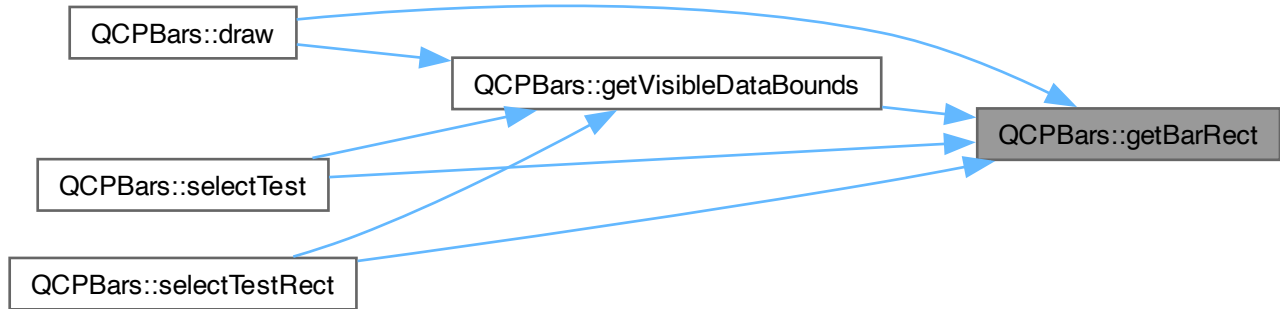 QCPBars::draw
QCPBars::getVisibleDataBounds
QCPBars::getBarRect
QCPBars::selectTest
QCPBars::selectTestRect